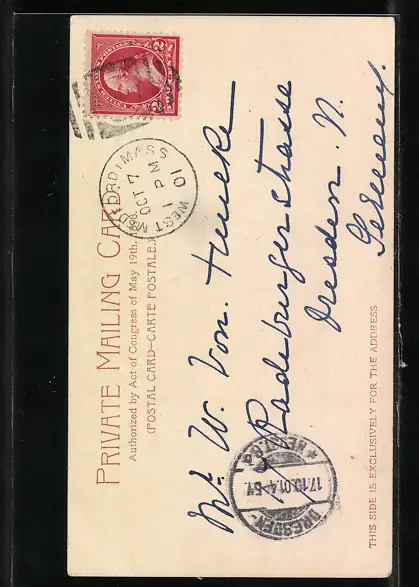 PRIVATE MAILING CARD
Authorized by Act of Congress of May 19th, 1898.
(POSTAL CARD—CARTE POSTALE.)
WEST MEDFORD, MASS
OCT 7
1 PM
01
Mr. W. Von.
Radeburgerstrasse
Dresden. N.
Germany.
DRESDEN-
17.10.01.4-5
THIS SIDE IS EXCLUSIVELY FOR THE ADDRESS